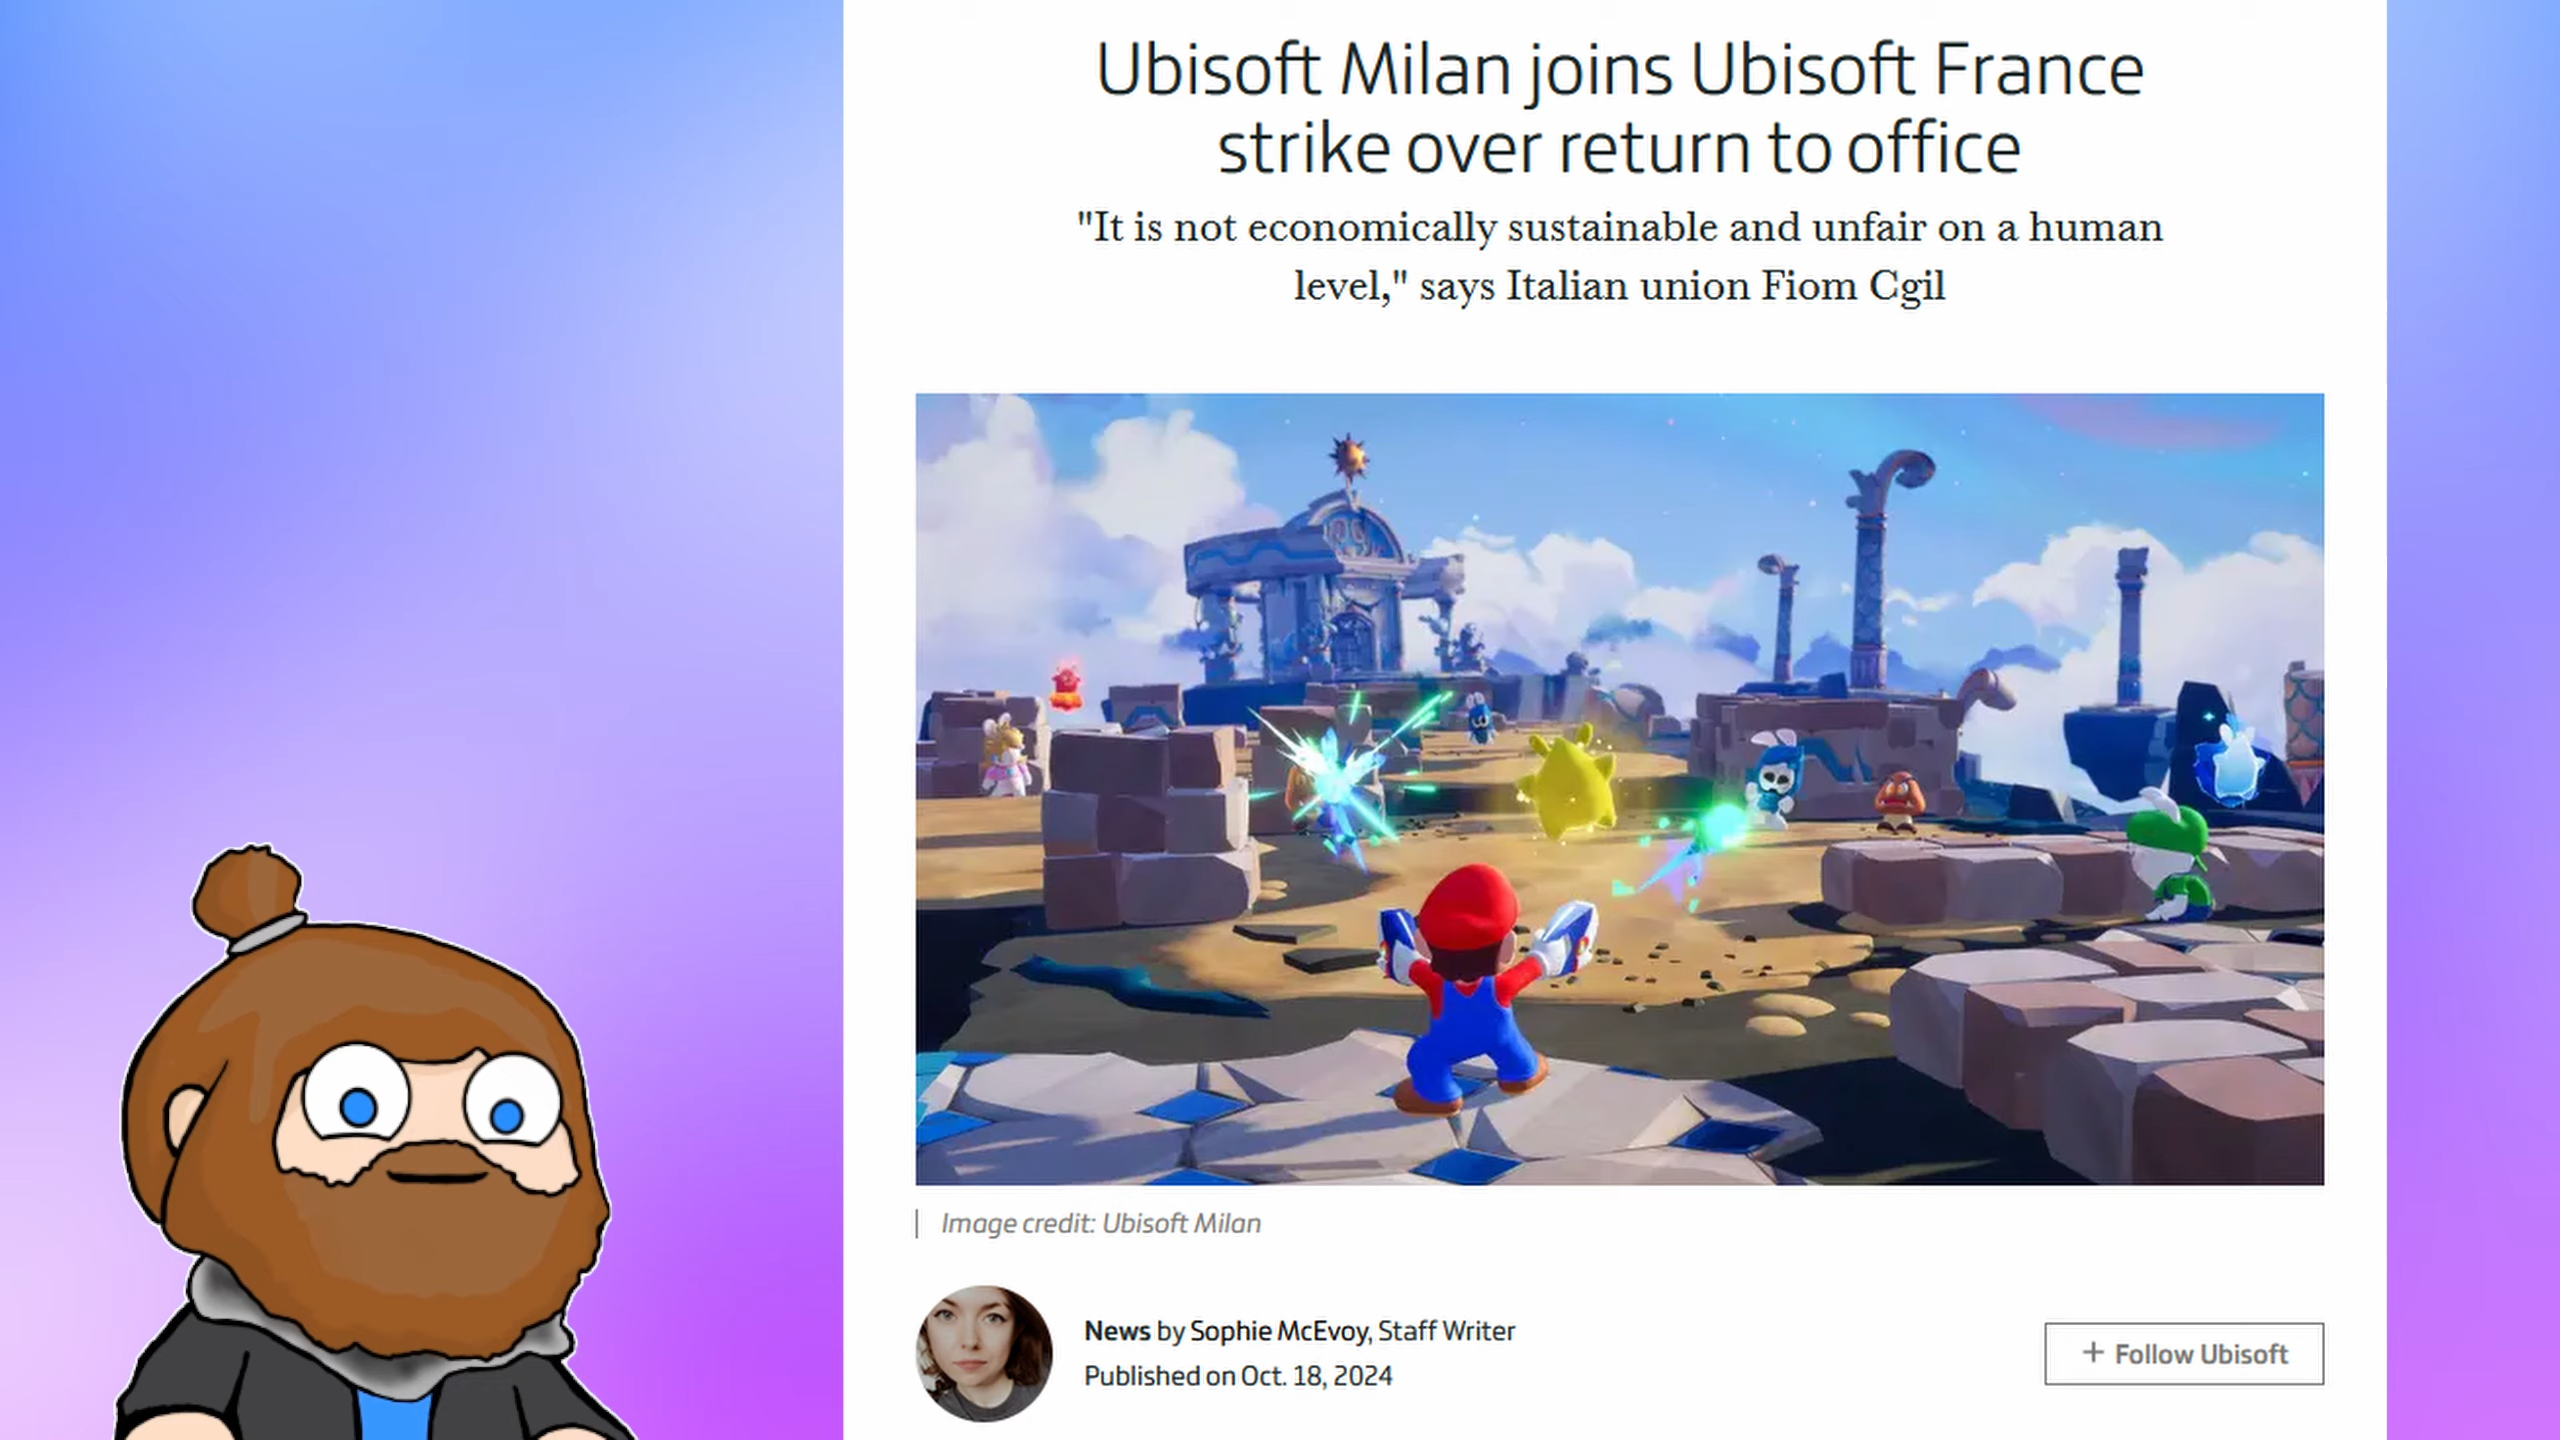 Ubisoft Milan joins Ubisoft France
strike over return to office
"It is not economically sustainable and unfair on a human
level," says Italian union Fiom Cgil
Image credit: Ubisoft Milan
News by Sophie McEvoy, Staff Writer
Published on Oct. 18, 2024
+ Follow Ubisoft